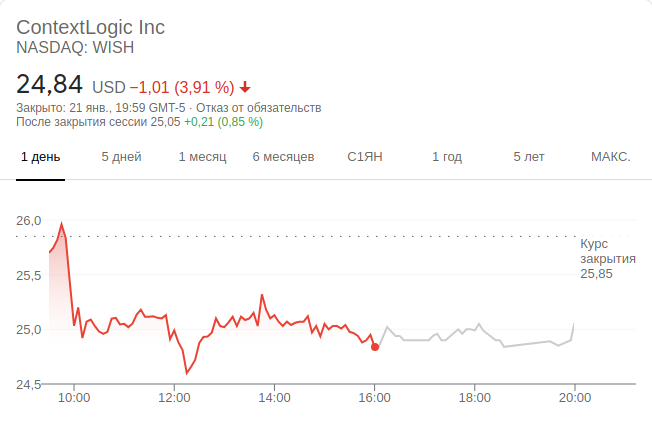 ContextLogic Inc
NASDAQ: WISH
24,84 USD −1,01 (3,91 %)
Закрыто: 21 янв., 19:59 GMT-5 · Отказ от обязательств
После закрытия сессии 25,05 +0,21 (0,85 %)
1 день 5 дней 1 месяц 6 месяцев С1ЯН 1 год 5 лет МАКС.
26,0
Курс
закрытия
25,85
25,5
25,0
24,5
10:00 12:00 14:00 16:00 18:00 20:00